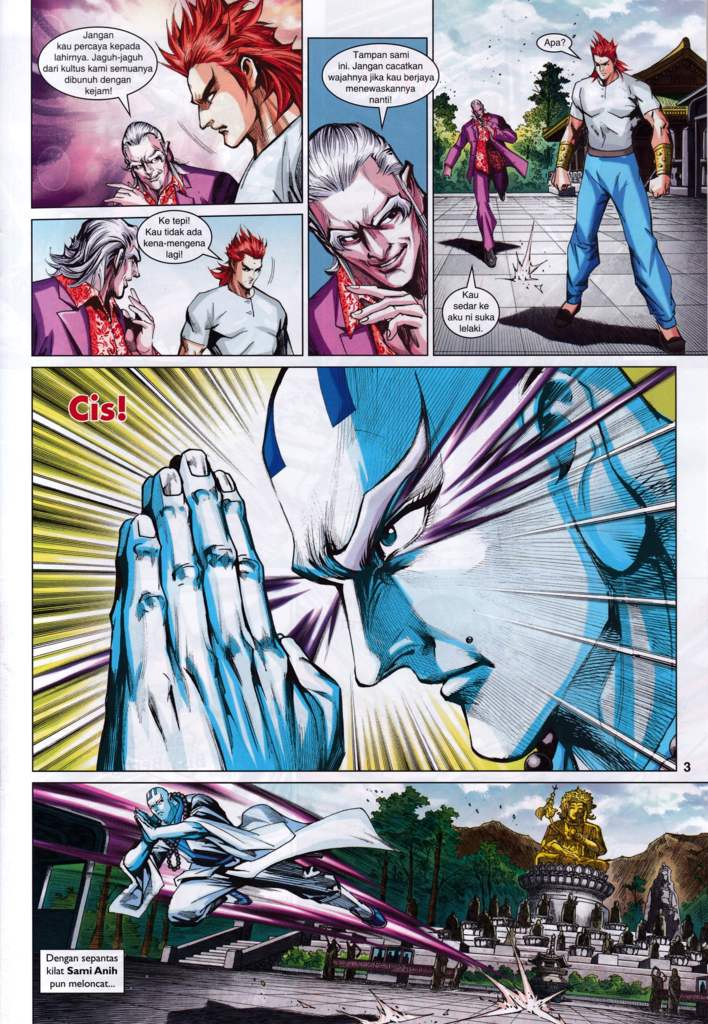 Jangan
kau percaya kepada
lahirnya. Jaguh-jaguh
dari kultus kami semuanya
dibunuh dengan
kejam!
Ke tepi!
Kau tidak ada
kena-mengena
lagi!
Tampan sami
ini. Jangan cacatkan
wajahnya jika kau berjaya
menewaskannya
nanti!
Apa?
Kau
sedar ke
aku ni suka
lelaki.
Cis!
3
Dengan sepantas
kilat Sami Anih
pun meloncat...